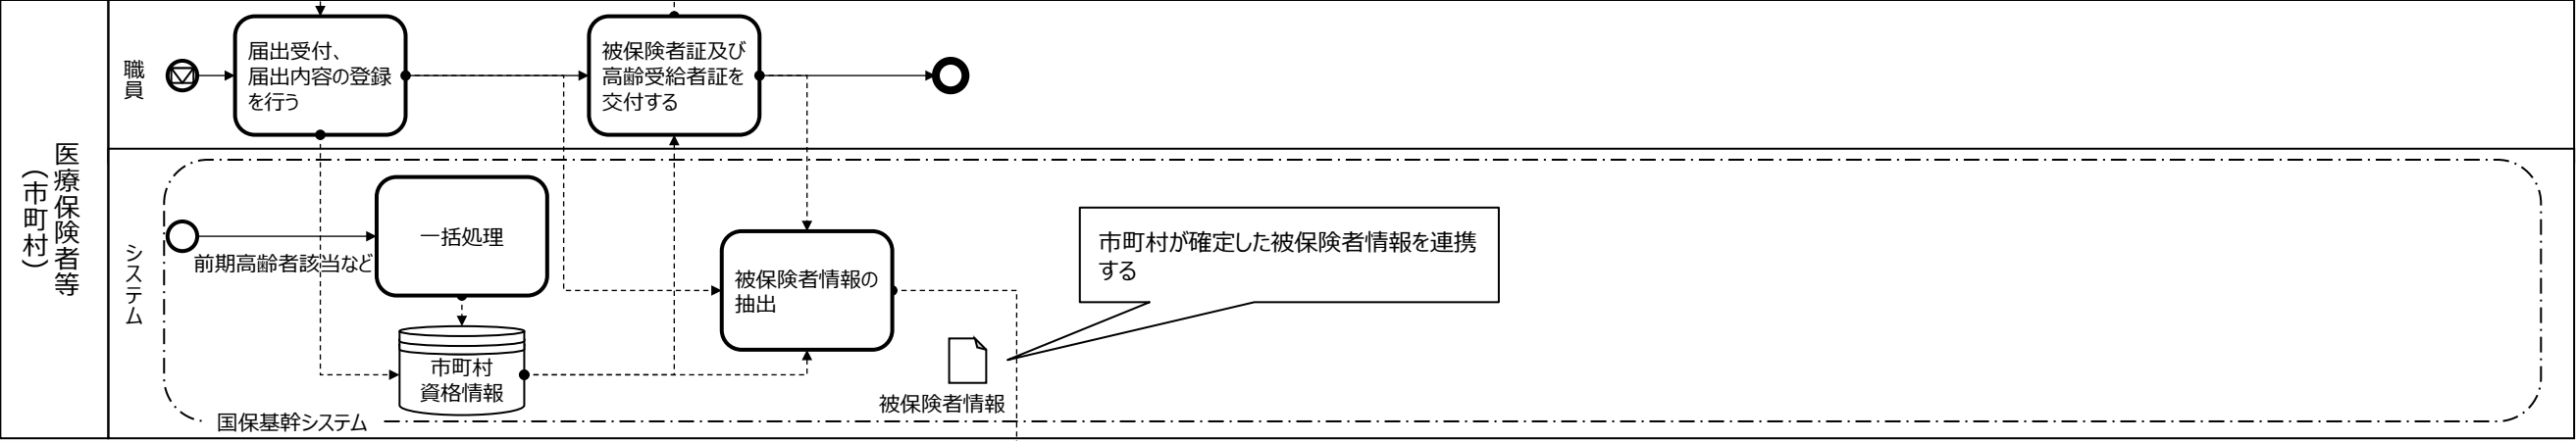 医療保険者等
（市町村）
職員
届出受付、
届出内容の登録
を行う
被保険者証及び
高齢受給者証を
交付する
システム
前期高齢者該当など
一括処理
市町村
資格情報
被保険者情報の
抽出
市町村が確定した被保険者情報を連携
する
被保険者情報
国保基幹システム